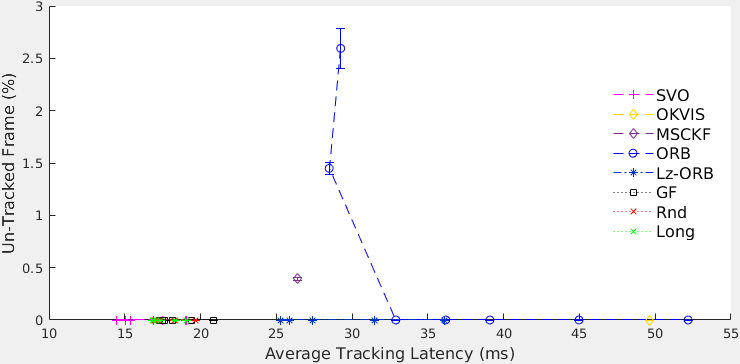 3
2.5
2
1.5
1
0.5
0
Un-Tracked Frame (%)
SVO
OKVIS
MSCKF
ORB
Lz-ORB
GF
Rnd
Long
10 15 20 25 30 35 40 45 50 55
Average Tracking Latency (ms)